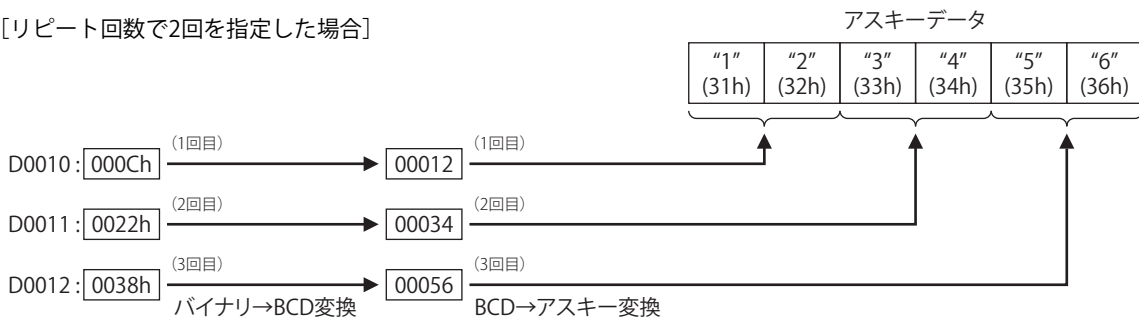 [リピート回数で2回を指定した場合]
アスキーデータ
“1” “2” “3” “4” “5” “6”
(31h) (32h) (33h) (34h) (35h) (36h)
D0010 : 000Ch (1回目) 00012 (1回目)
D0011 : 0022h (2回目) 00034 (2回目)
D0012 : 0038h (3回目) 00056 (3回目)
バイナリ→BCD変換 BCD→アスキー変換